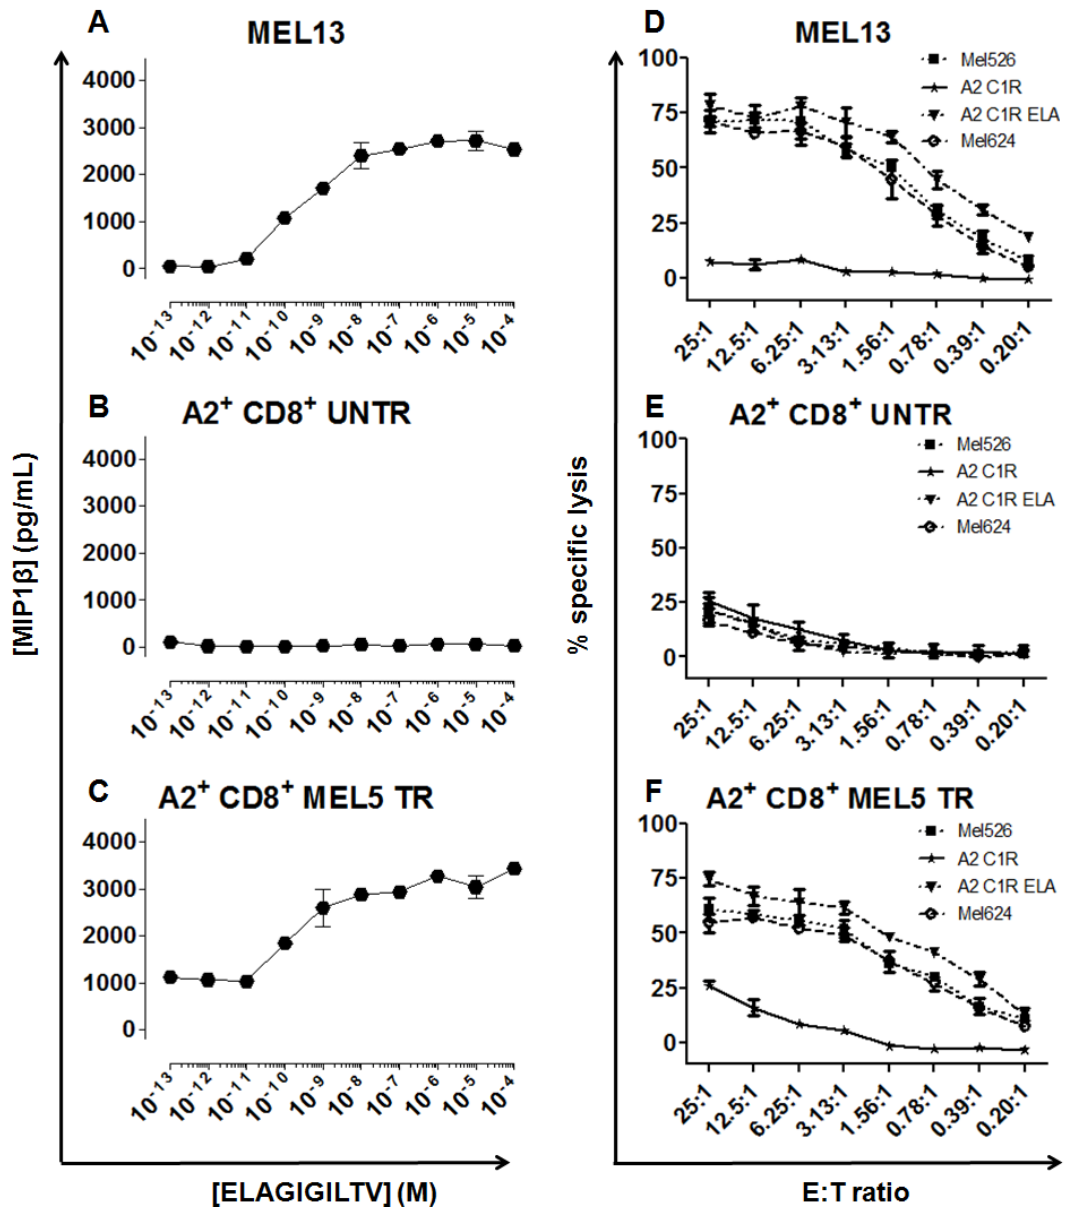 A
MEL13
4000
3000
2000
1000
0
10⁻¹³ 10⁻¹² 10⁻¹¹ 10⁻¹⁰ 10⁻⁹ 10⁻⁸ 10⁻⁷ 10⁻⁶ 10⁻⁵ 10⁻⁴
B
A2⁺ CD8⁺ UNTR
4000
3000
2000
1000
0
10⁻¹³ 10⁻¹² 10⁻¹¹ 10⁻¹⁰ 10⁻⁹ 10⁻⁸ 10⁻⁷ 10⁻⁶ 10⁻⁵ 10⁻⁴
C
A2⁺ CD8⁺ MEL5 TR
4000
3000
2000
1000
0
10⁻¹³ 10⁻¹² 10⁻¹¹ 10⁻¹⁰ 10⁻⁹ 10⁻⁸ 10⁻⁷ 10⁻⁶ 10⁻⁵ 10⁻⁴
[MIP1β] (pg/mL)
[ELAGIGILTV] (M)
D
MEL13
100
75
50
25
0
Mel526
A2 C1R
A2 C1R ELA
Mel624
25:1 12.5:1 6.25:1 3.13:1 1.56:1 0.78:1 0.39:1 0.20:1
E
A2⁺ CD8⁺ UNTR
100
75
50
25
0
Mel526
A2 C1R
A2 C1R ELA
Mel624
25:1 12.5:1 6.25:1 3.13:1 1.56:1 0.78:1 0.39:1 0.20:1
F
A2⁺ CD8⁺ MEL5 TR
100
75
50
25
0
Mel526
A2 C1R
A2 C1R ELA
Mel624
25:1 12.5:1 6.25:1 3.13:1 1.56:1 0.78:1 0.39:1 0.20:1
% specific lysis
E:T ratio